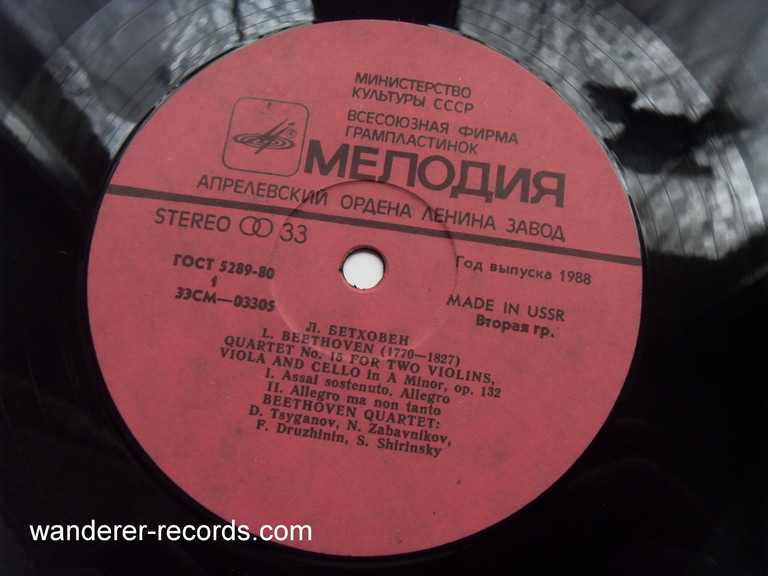 МИНИСТЕРСТВО
КУЛЬТУРЫ СССР
ВСЕСОЮЗНАЯ ФИРМА
ГРАМПЛАСТИНОК
МЕЛОДИЯ
АПРЕЛЕВСКИЙ ОРДЕНА ЛЕНИНА ЗАВОД
STEREO 33
ГОСТ 5289-80
1
33СМ—03305
Год выпуска 1988
MADE IN USSR
Вторая гр.
Л. БЕТХОВЕН
L. BEETHOVEN (1770—1827)
QUARTET No. 15 FOR TWO VIOLINS,
VIOLA AND CELLO in A Minor, op. 132
I. Assai sostenuto. Allegro
II. Allegro ma non tanto
BEETHOVEN QUARTET:
D. Tsyganov, N. Zabavnikov,
F. Druzhinin, S. Shirinsky
wanderer-records.com